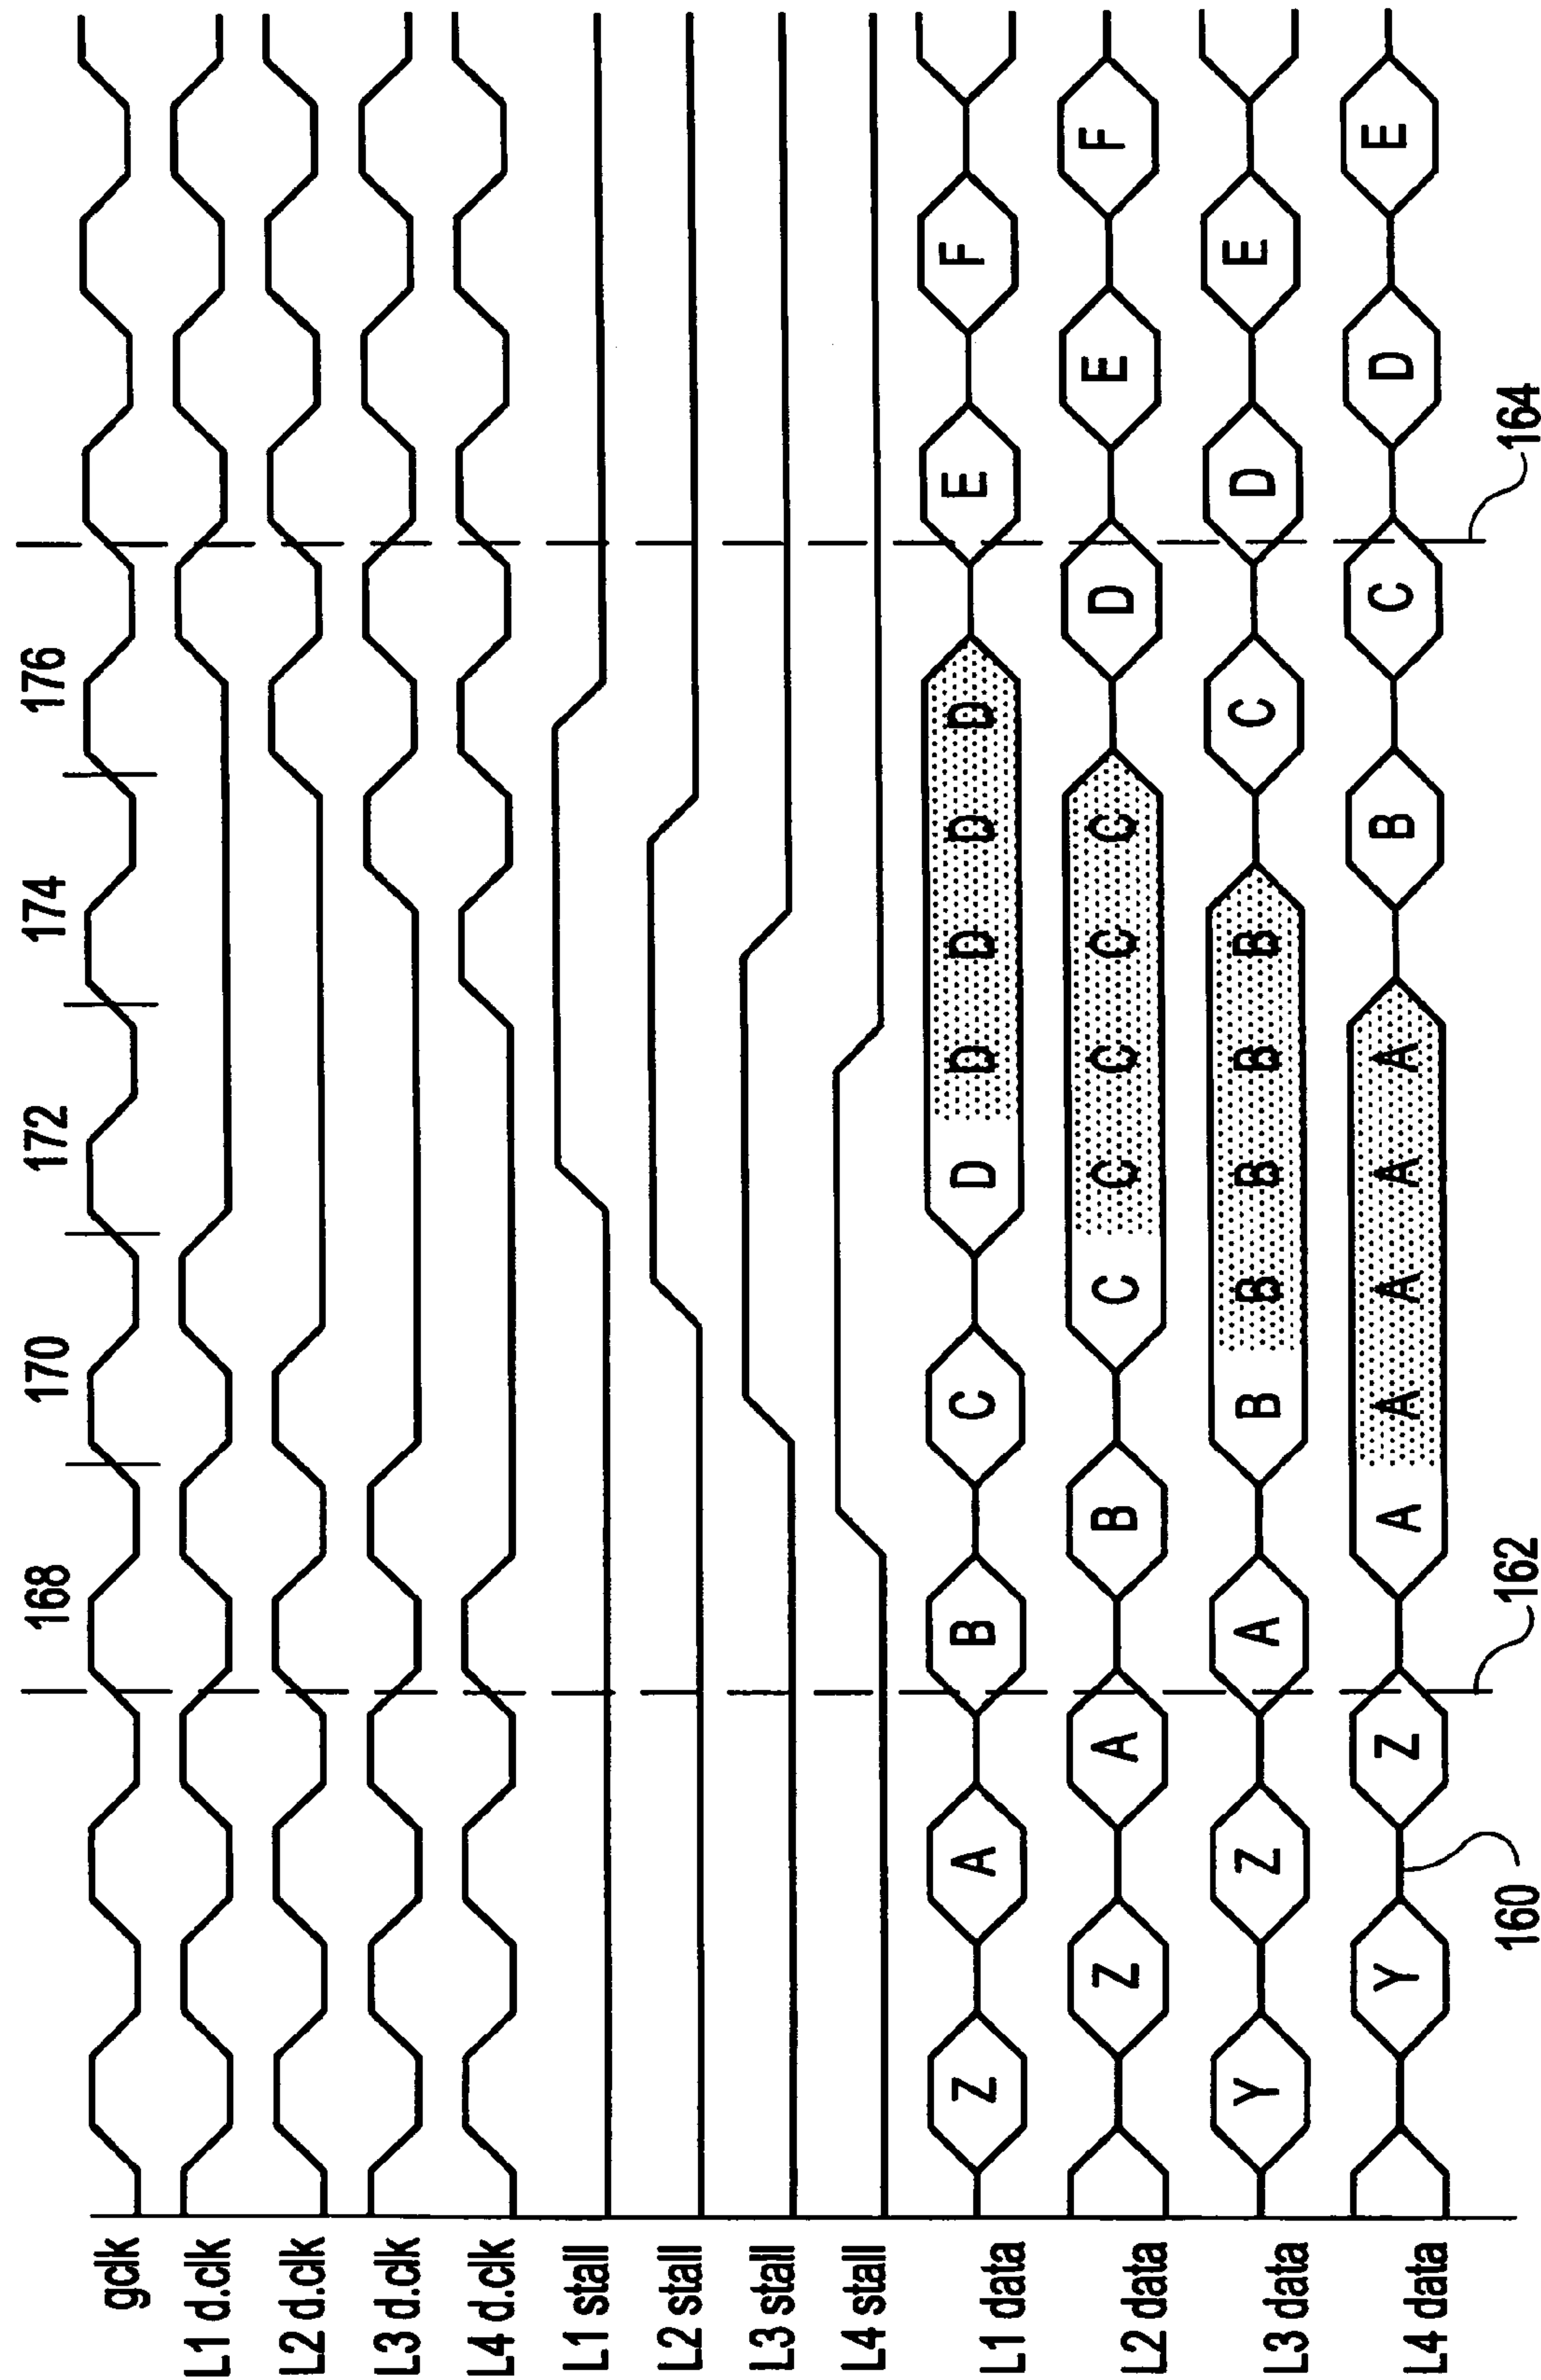 168 170 172 174 176
gclk
L1 d.clk
L2 d.clk
L3 d.clk
L4 d.clk
L1 stall
L2 stall
L3 stall
L4 stall
L1 data Z A B C D D D D D E F
L2 data Z A B C C C C C D E F
L3 data Y Z A B B B B B C D E
L4 data Y Z A A A A A B C D E
160 162 164